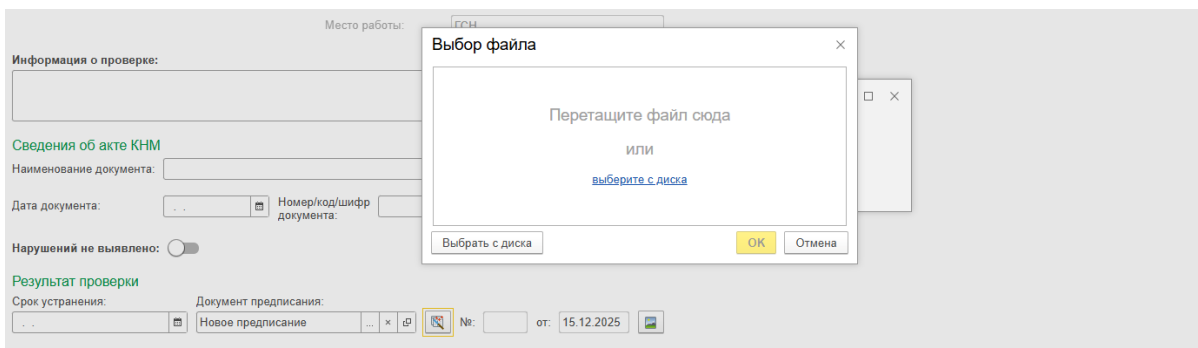 Место работы: ГСН
Выбор файла
Информация о проверке:
Перетащите файл сюда
или
выберите с диска
Сведения об акте КНМ
Наименование документа:
Дата документа: . . Номер/код/шифр
документа:
Выбрать с диска ОК Отмена
Нарушений не выявлено:
Результат проверки
Срок устранения: Документ предписания:
. . Новое предписание ... × №: от: 15.12.2025